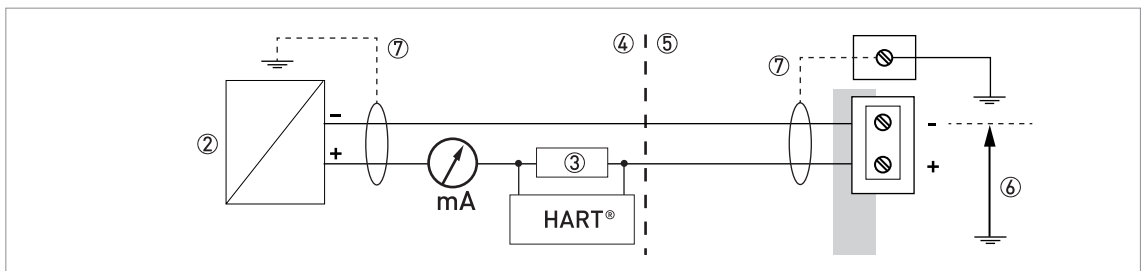 ④ ⑤
⑦ ⑦
② - -
+ +
③ ⑥
mA
HART®